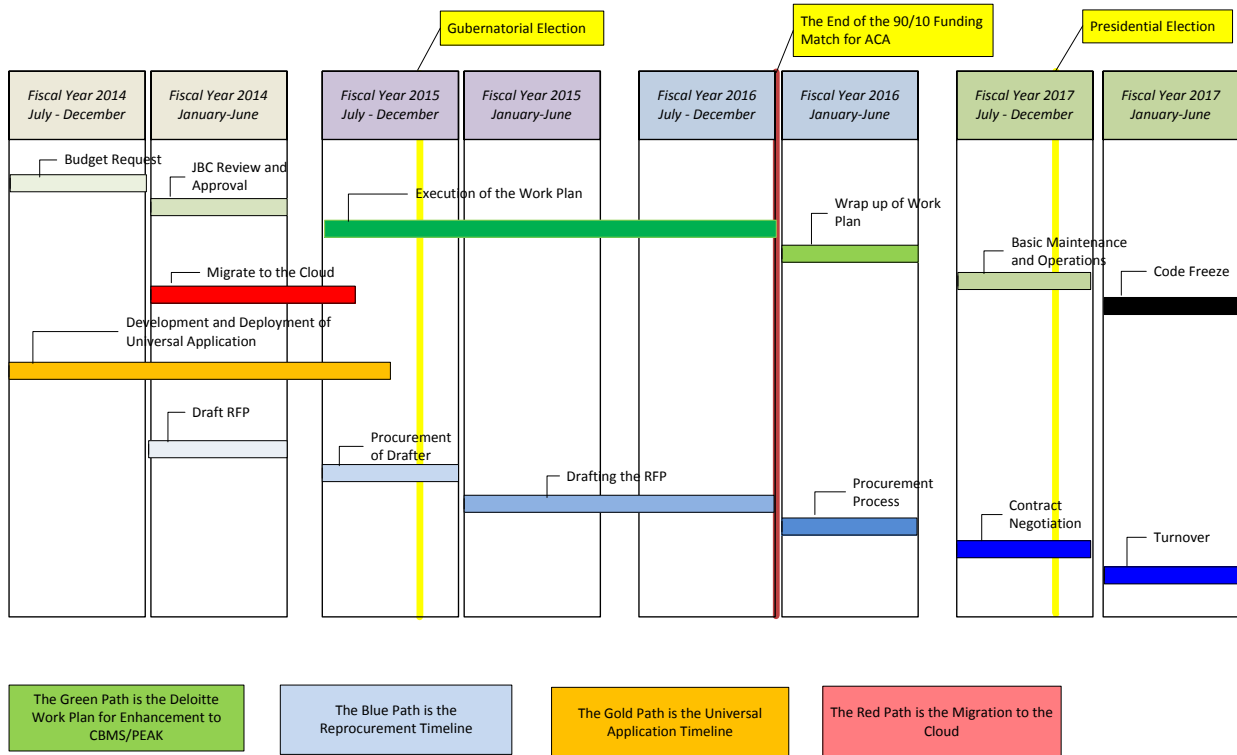 Gubernatorial Election
The End of the 90/10 Funding
Match for ACA
Presidential Election
Fiscal Year 2014
July - December
Fiscal Year 2014
January-June
Fiscal Year 2015
July - December
Fiscal Year 2015
January-June
Fiscal Year 2016
July - December
Fiscal Year 2016
January-June
Fiscal Year 2017
July - December
Fiscal Year 2017
January-June
Budget Request
JBC Review and
Approval
Execution of the Work Plan
Wrap up of Work
Plan
Basic Maintenance
and Operations
Code Freeze
Migrate to the Cloud
Development and Deployment of
Universal Application
Draft RFP
Procurement
of Drafter
Drafting the RFP
Procurement
Process
Contract
Negotiation
Turnover
The Green Path is the Deloitte
Work Plan for Enhancement to
CBMS/PEAK
The Blue Path is the
Reprocurement Timeline
The Gold Path is the Universal
Application Timeline
The Red Path is the Migration to the
Cloud